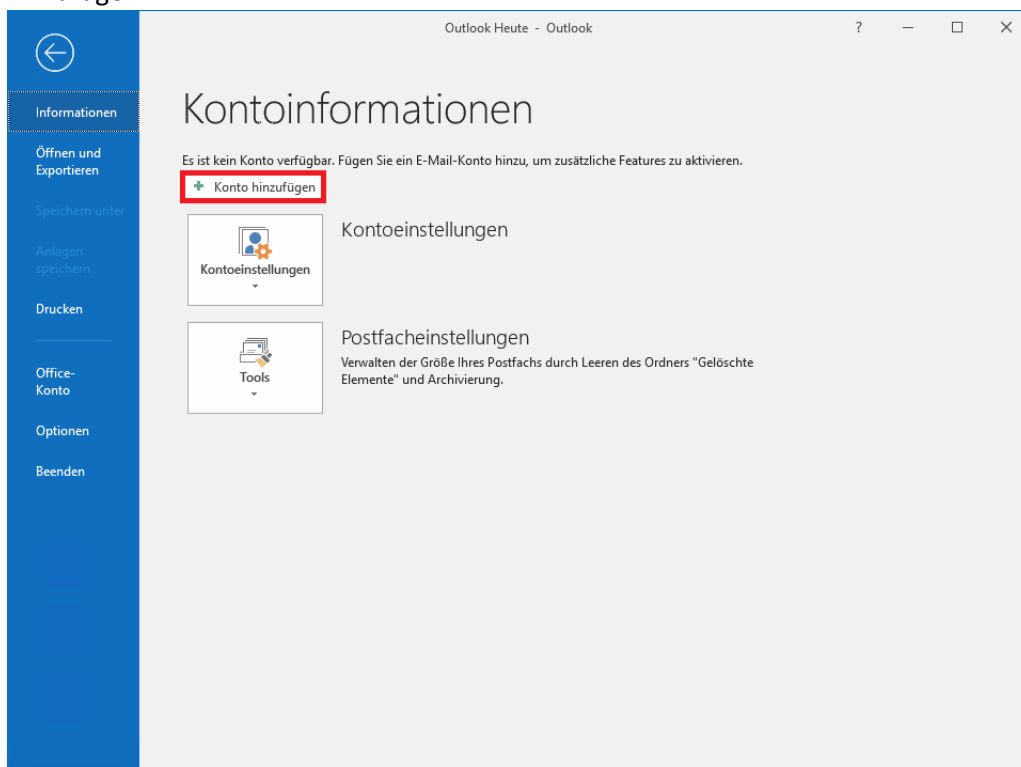 Outlook Heute - Outlook
?
Informationen
Öffnen und
Exportieren
Speichern unter
Anlagen
speichern
Drucken
Office-
Konto
Optionen
Beenden
Kontoinformationen
Es ist kein Konto verfügbar. Fügen Sie ein E-Mail-Konto hinzu, um zusätzliche Features zu aktivieren.
+ Konto hinzufügen
Kontoeinstellungen
Kontoeinstellungen
Tools
Postfacheinstellungen
Verwalten der Größe Ihres Postfachs durch Leeren des Ordners "Gelöschte
Elemente" und Archivierung.